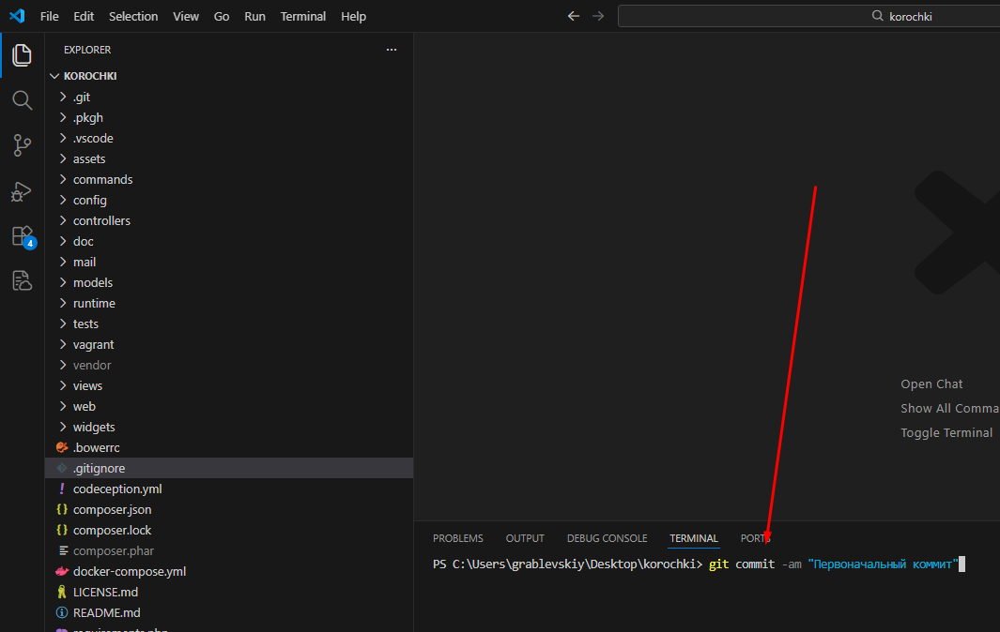 File Edit Selection View Go Run Terminal Help
korochki
EXPLORER
KOROCHKI
.git
.pkgh
.vscode
assets
commands
config
controllers
doc
mail
models
runtime
tests
vagrant
vendor
views
web
widgets
.bowerrc
.gitignore
codeception.yml
composer.json
composer.lock
composer.phar
docker-compose.yml
LICENSE.md
README.md
requirements.php
4
Open Chat
Show All Comma
Toggle Terminal
PROBLEMS OUTPUT DEBUG CONSOLE TERMINAL PORTS
PS C:\Users\grablevskiy\Desktop\korochki> git commit -am "Первоначальный коммит"